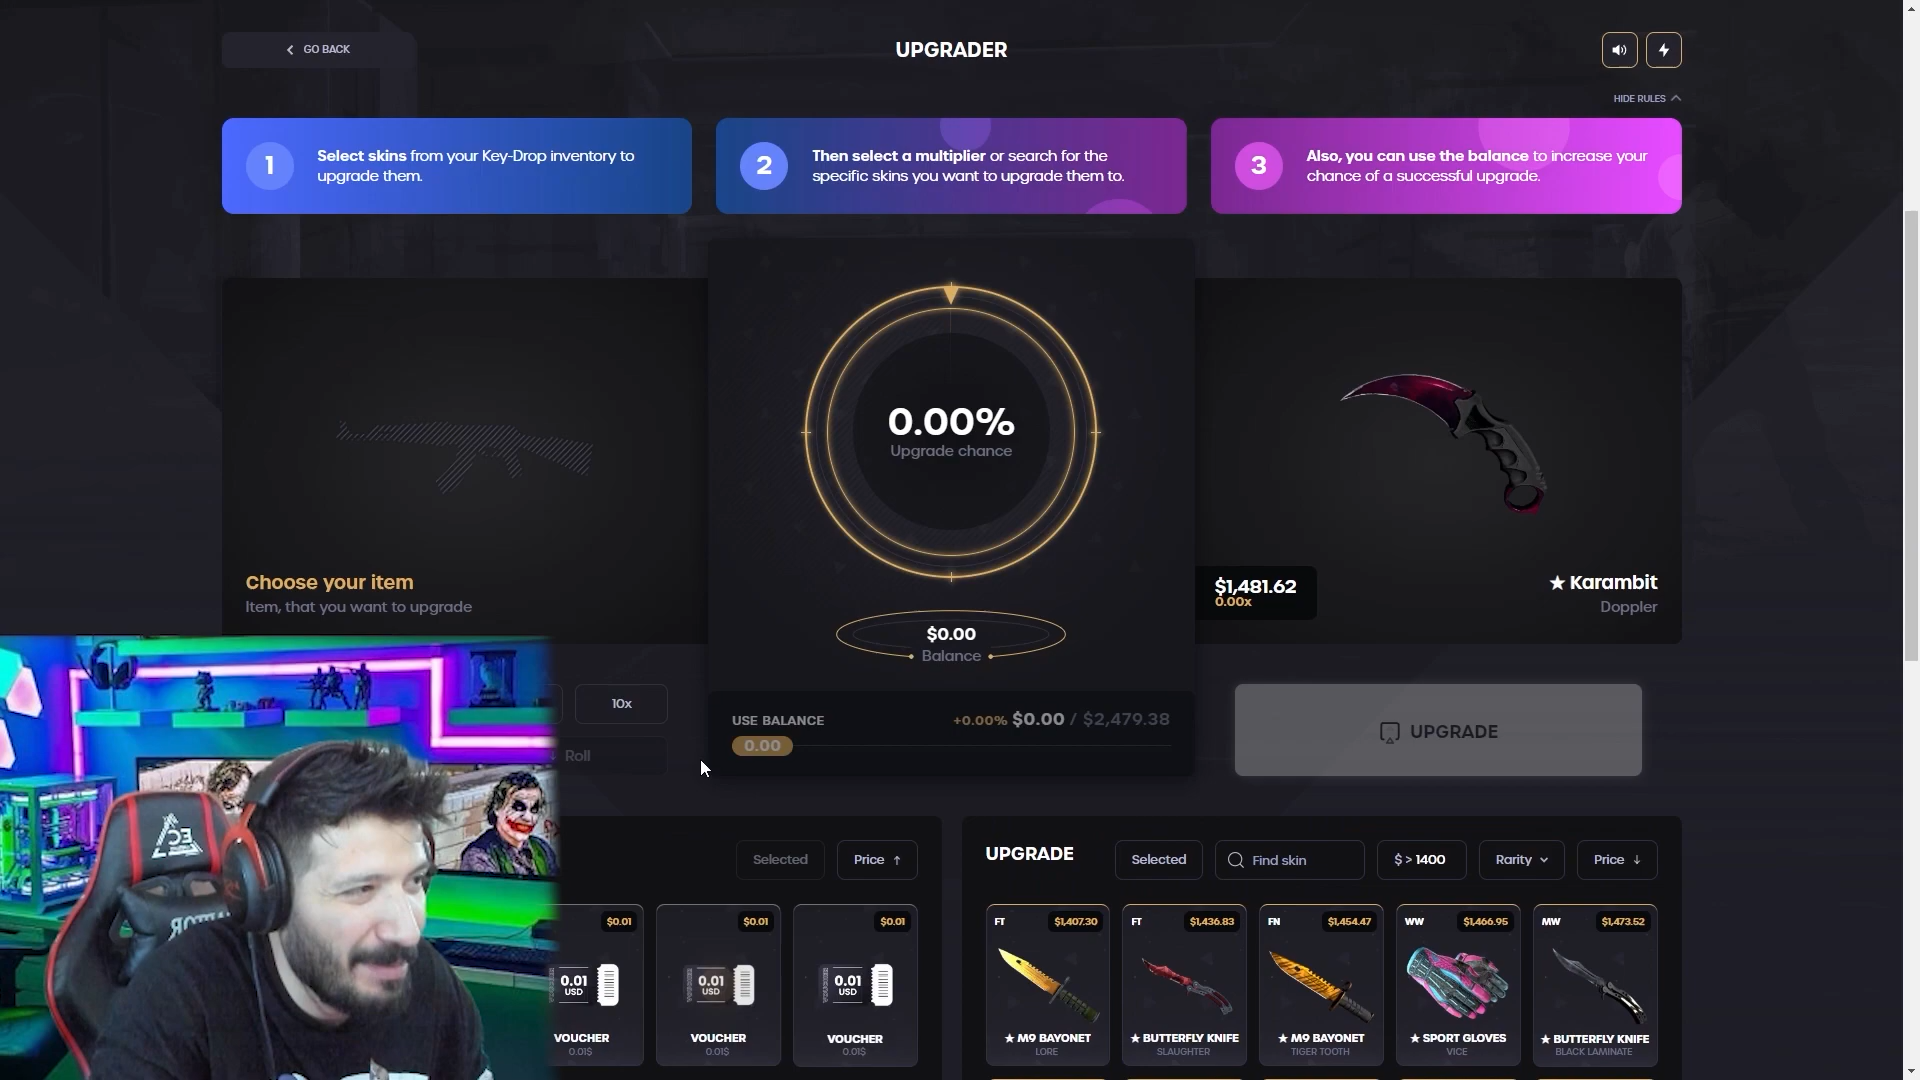 GO BACK
UPGRADER
HIDE RULES
1
Select skins from your Key-Drop inventory to
upgrade them.
2
Then select a multiplier or search for the
specific skins you want to upgrade them to.
3
Also, you can use the balance to increase your
chance of a successful upgrade.
0.00%
Upgrade chance
Choose your item
Item, that you want to upgrade
$1,481.62
0.00x
★ Karambit
Doppler
$0.00
Balance
10x
Roll
USE BALANCE
+0.00% $0.00 / $2,479.38
0.00
UPGRADE
Selected
Price
UPGRADE
Selected
Find skin
$ > 1400
Rarity
Price
$0.01
0.01
USD
VOUCHER
0.01$
$0.01
0.01
USD
VOUCHER
0.01$
$0.01
0.01
USD
VOUCHER
0.01$
FT
$1,407.30
★ M9 BAYONET
LORE
FT
$1,436.83
★ BUTTERFLY KNIFE
SLAUGHTER
FN
$1,454.47
★ M9 BAYONET
TIGER TOOTH
WW
$1,466.95
★ SPORT GLOVES
VICE
MW
$1,473.52
★ BUTTERFLY KNIFE
BLACK LAMINATE